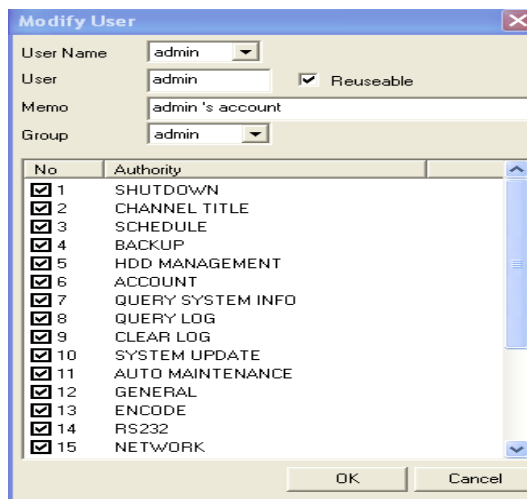 Modify User
User Name admin
User admin Reuseable
Memo admin 's account
Group admin
No Authority
1 SHUTDOWN
2 CHANNEL TITLE
3 SCHEDULE
4 BACKUP
5 HDD MANAGEMENT
6 ACCOUNT
7 QUERY SYSTEM INFO
8 QUERY LOG
9 CLEAR LOG
10 SYSTEM UPDATE
11 AUTO MAINTENANCE
12 GENERAL
13 ENCODE
14 RS232
15 NETWORK
OK Cancel